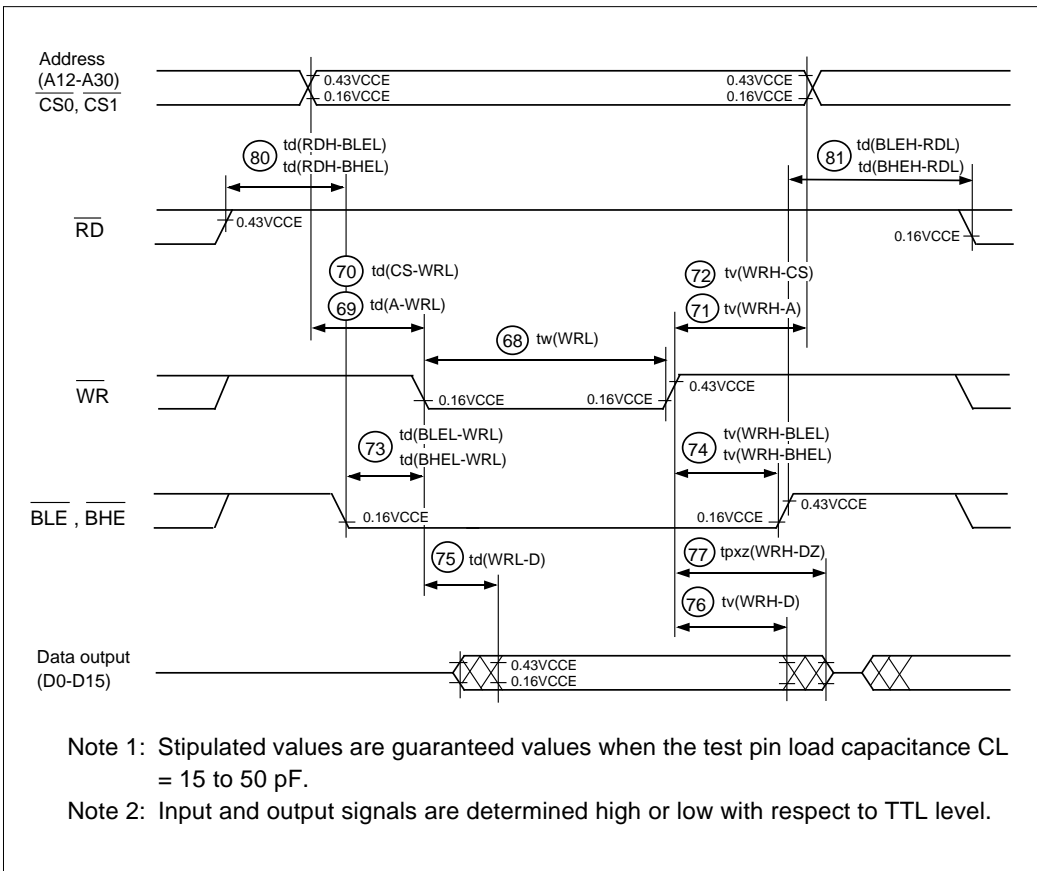 Address
(A12-A30)
CS0, CS1
0.43VCCE
0.16VCCE
0.43VCCE
0.16VCCE
80 td(RDH-BLEL)
td(RDH-BHEL)
81 td(BLEH-RDL)
td(BHEH-RDL)
RD
0.43VCCE
0.16VCCE
70 td(CS-WRL)
69 td(A-WRL)
72 tv(WRH-CS)
71 tv(WRH-A)
68 tw(WRL)
WR
0.16VCCE
0.16VCCE
0.43VCCE
73 td(BLEL-WRL)
td(BHEL-WRL)
74 tv(WRH-BLEL)
tv(WRH-BHEL)
BLE , BHE
0.16VCCE
0.16VCCE
0.43VCCE
75 td(WRL-D)
77 tpxz(WRH-DZ)
76 tv(WRH-D)
Data output
(D0-D15)
0.43VCCE
0.16VCCE
Note 1: Stipulated values are guaranteed values when the test pin load capacitance CL
= 15 to 50 pF.
Note 2: Input and output signals are determined high or low with respect to TTL level.